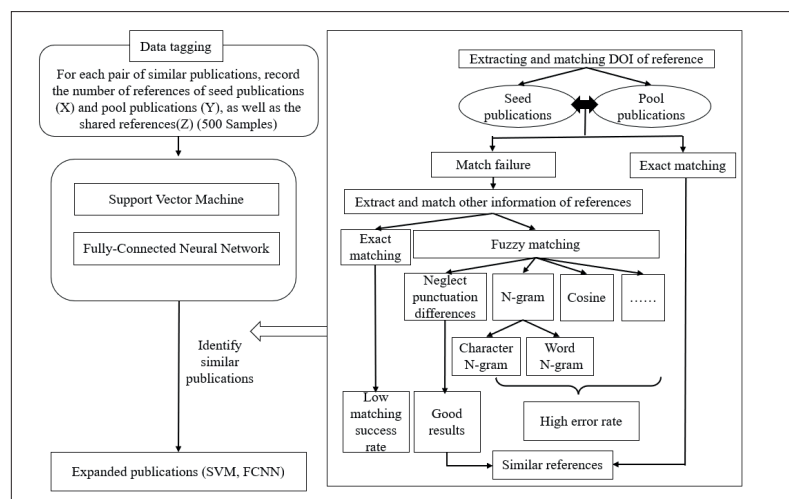 Data tagging
For each pair of similar publications, record
the number of references of seed publications
(X) and pool publications (Y), as well as the
shared references(Z) (500 Samples)
Support Vector Machine
Fully-Connected Neural Network
Identify
similar
publications
Expanded publications (SVM, FCNN)
Extracting and matching DOI of reference
Seed
publications
Pool
publications
Match failure
Exact matching
Extract and match other information of references
Exact
matching
Fuzzy matching
Neglect
punctuation
differences
N-gram
Cosine
……
Character
N-gram
Word
N-gram
Low
matching
success
rate
Good
results
High error rate
Similar references